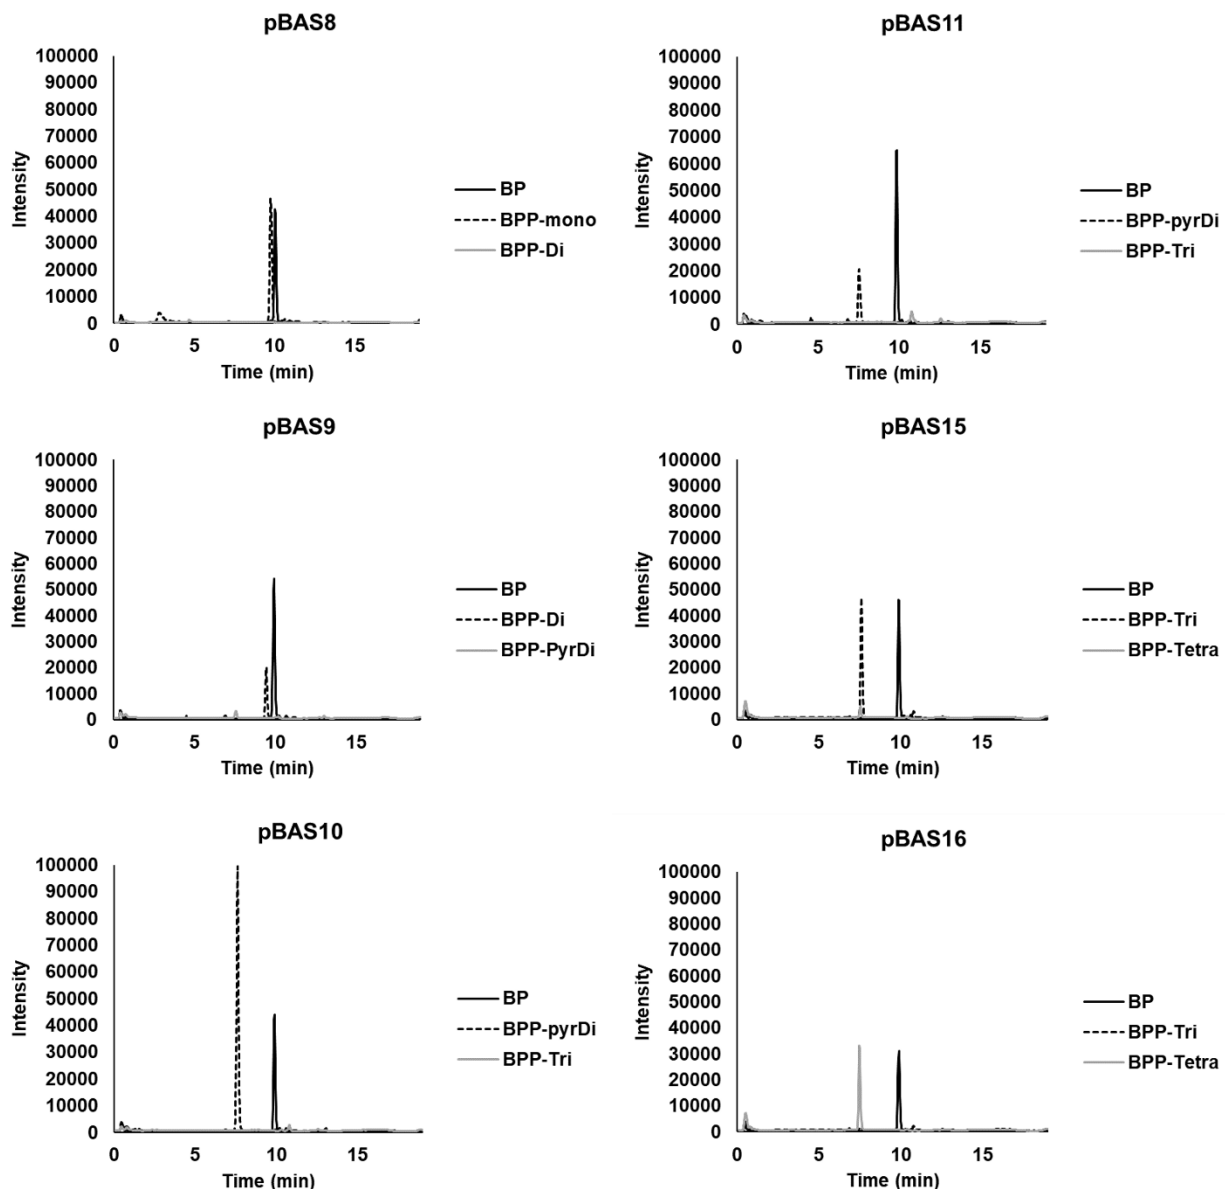 pBAS8
100000
90000
80000
70000
60000
50000
40000
30000
20000
10000
0
Intensity
0 5 10 15
Time (min)
BP
BPP-mono
BPP-Di
pBAS11
100000
90000
80000
70000
60000
50000
40000
30000
20000
10000
0
Intensity
0 5 10 15
Time (min)
BP
BPP-pyrDi
BPP-Tri
pBAS9
100000
90000
80000
70000
60000
50000
40000
30000
20000
10000
0
Intensity
0 5 10 15
Time (min)
BP
BPP-Di
BPP-PyrDi
pBAS15
100000
90000
80000
70000
60000
50000
40000
30000
20000
10000
0
Intensity
0 5 10 15
Time (min)
BP
BPP-Tri
BPP-Tetra
pBAS10
100000
90000
80000
70000
60000
50000
40000
30000
20000
10000
0
Intensity
0 5 10 15
Time (min)
BP
BPP-pyrDi
BPP-Tri
pBAS16
100000
90000
80000
70000
60000
50000
40000
30000
20000
10000
0
Intensity
0 5 10 15
Time (min)
BP
BPP-Tri
BPP-Tetra